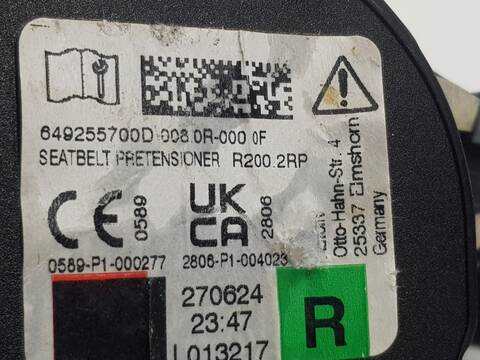 649255700D 008.0R-000.0F
SEATBELT PRETENSIONER R200.2RP
CE 0589
UK
CA 2806
0589-P1-000277 2806-P1-004023
270624
23:47
L013217
R
Otto-Hahn-Str. 4
25337 Elmshorn
Germany